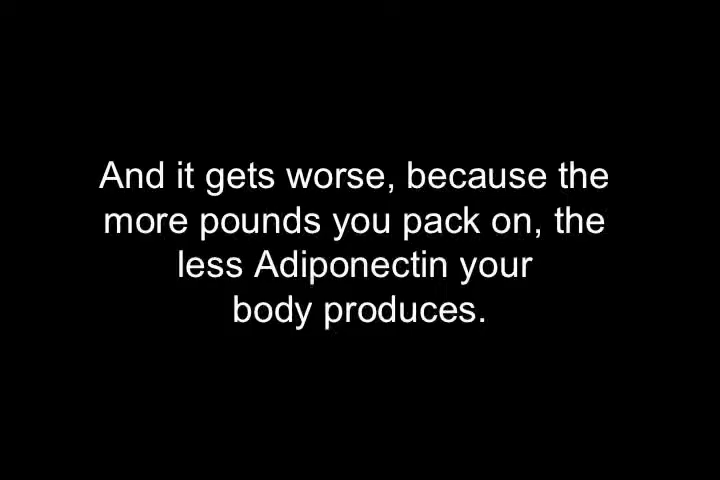 And it gets worse, because the
more pounds you pack on, the
less Adiponectin your
body produces.